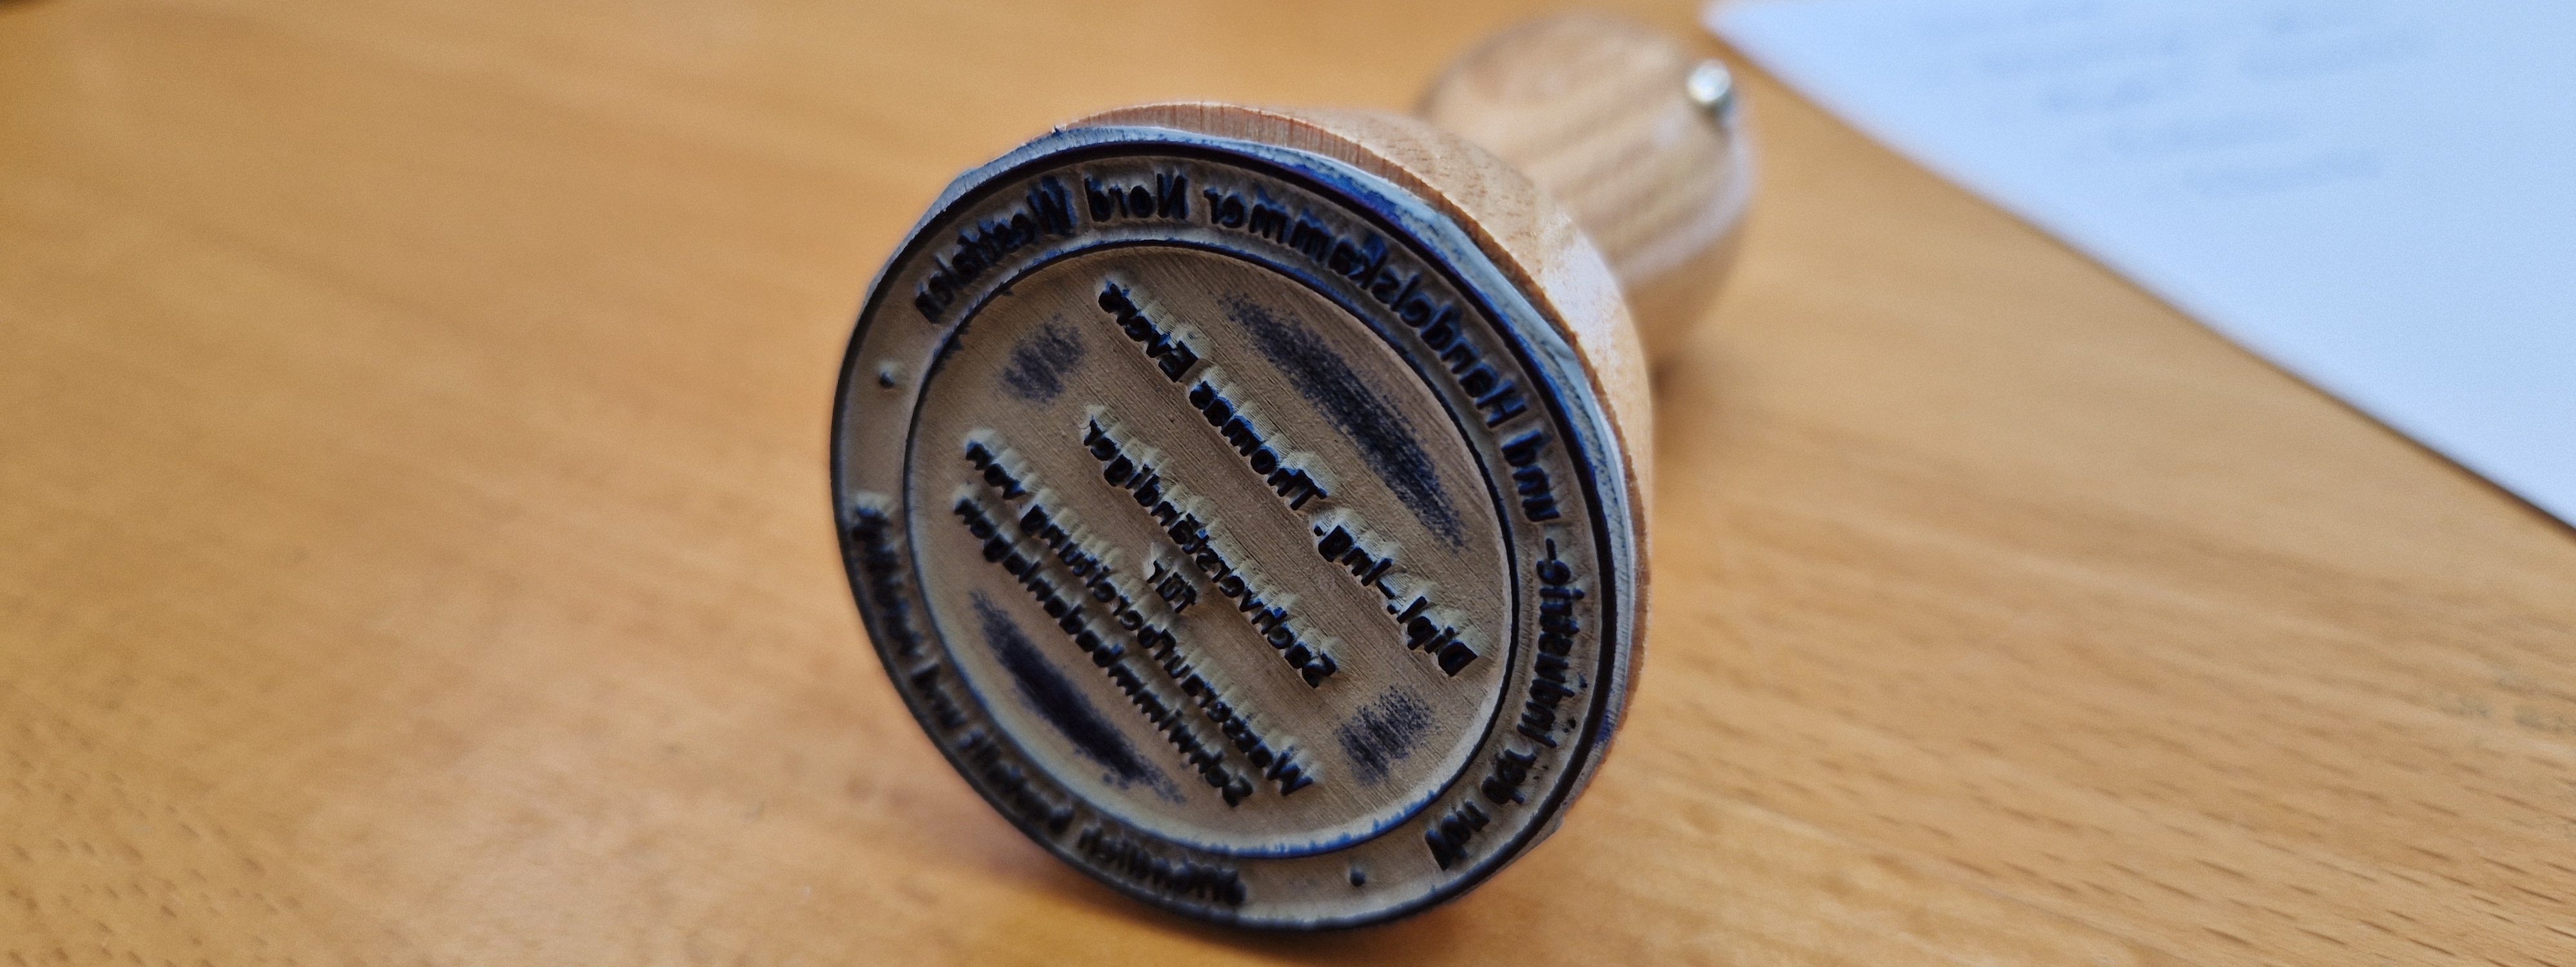 Von der Industrie- und Handelskammer Nord Westfalen
Dipl.-Ing. Thomas Evers
Sachverständiger
für
Wasseraufbereitung von
Schwimmbadeanlagen
öffentlich bestellt und vereidigt